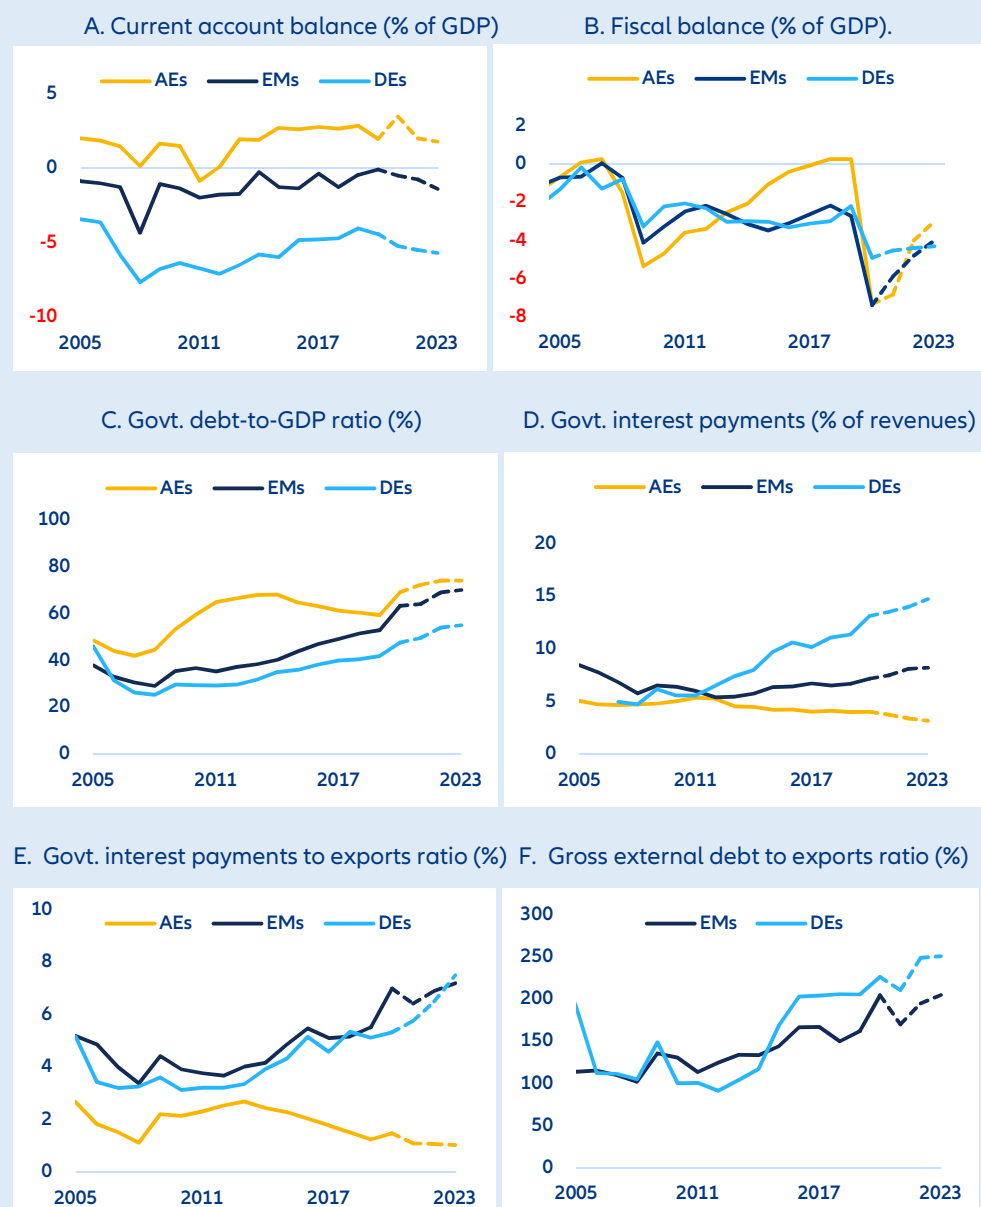 A. Current account balance (% of GDP)
AEs EMs DEs
5
0
-5
-10
2005 2011 2017 2023
B. Fiscal balance (% of GDP).
AEs EMs DEs
2
0
-2
-4
-6
-8
2005 2011 2017 2023
C. Govt. debt-to-GDP ratio (%)
AEs EMs DEs
100
80
60
40
20
0
2005 2011 2017 2023
D. Govt. interest payments (% of revenues)
AEs EMs DEs
20
15
10
5
0
2005 2011 2017 2023
E. Govt. interest payments to exports ratio (%)
AEs EMs DEs
10
8
6
4
2
0
2005 2011 2017 2023
F. Gross external debt to exports ratio (%)
EMs DEs
300
250
200
150
100
50
0
2005 2011 2017 2023